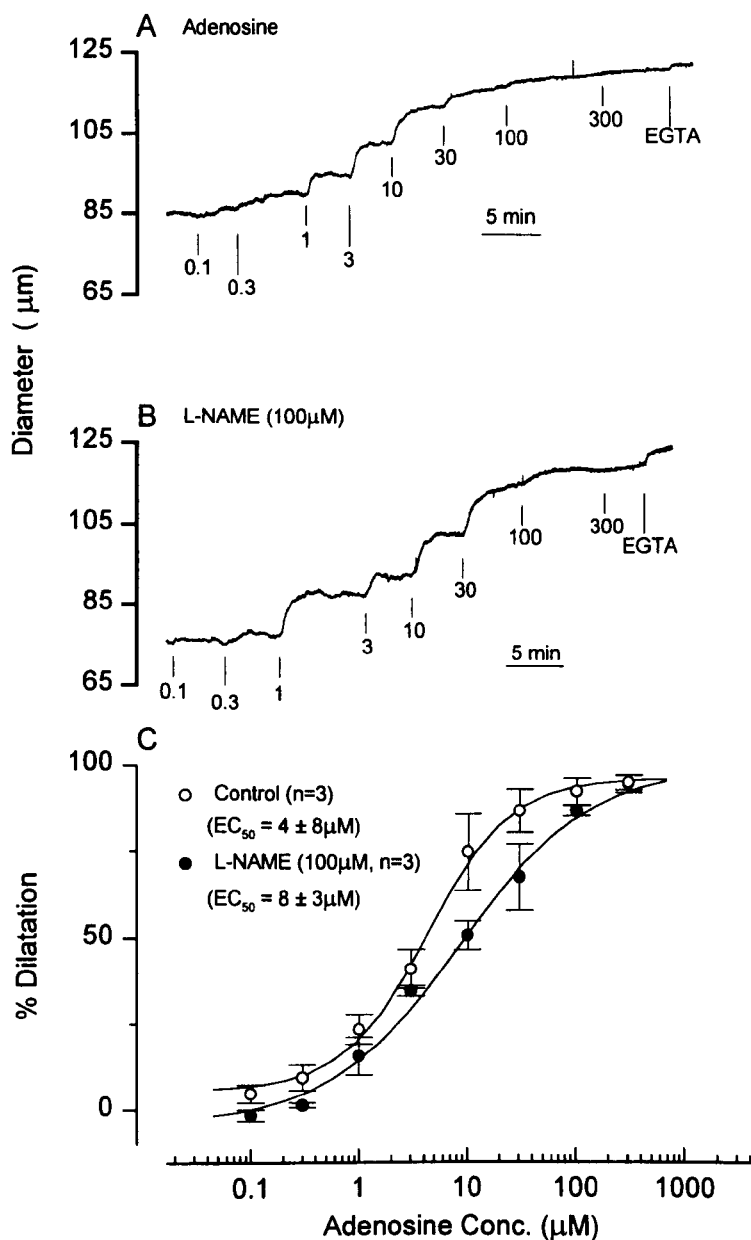 A Adenosine
125
105
85
65
0.1
0.3
1
3
10
30
100
300
EGTA
5 min
Diameter ( μm)
B L-NAME (100μM)
125
105
85
65
0.1
0.3
1
3
10
30
100
300
EGTA
5 min
C
100
50
0
% Dilatation
Control (n=3)
(EC50 = 4 ± 8μM)
L-NAME (100μM, n=3)
(EC50 = 8 ± 3μM)
0.1 1 10 100 1000
Adenosine Conc. (μM)